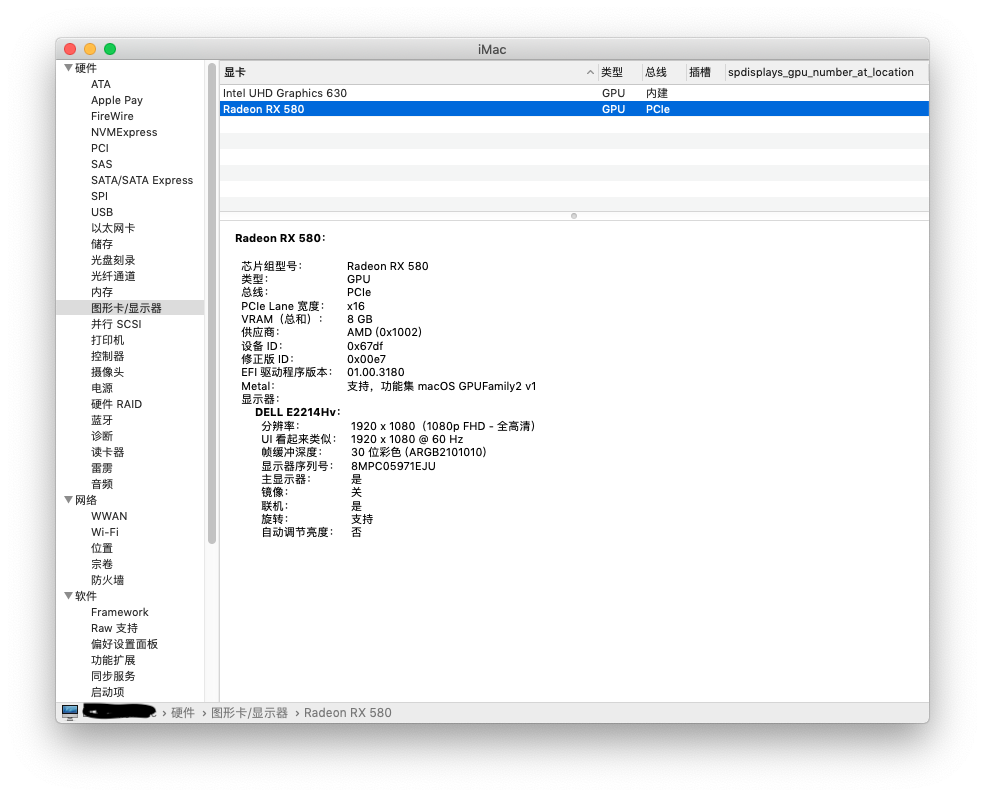 iMac
硬件
ATA
Apple Pay
FireWire
NVMExpress
PCI
SAS
SATA/SATA Express
SPI
USB
以太网卡
储存
光盘刻录
光纤通道
内存
图形卡/显示器
并行 SCSI
打印机
控制器
摄像头
电源
硬件 RAID
蓝牙
诊断
读卡器
雷雳
音频
网络
WWAN
Wi-Fi
位置
宗卷
防火墙
软件
Framework
Raw 支持
偏好设置面板
功能扩展
同步服务
启动项
显卡 类型 总线 插槽 spdisplays_gpu_number_at_location
Intel UHD Graphics 630 GPU 内建
Radeon RX 580 GPU PCIe
Radeon RX 580：
芯片组型号： Radeon RX 580
类型： GPU
总线： PCIe
PCIe Lane 宽度： x16
VRAM（总和）： 8 GB
供应商： AMD (0x1002)
设备 ID： 0x67df
修正版 ID： 0x00e7
EFI 驱动程序版本： 01.00.3180
Metal： 支持，功能集 macOS GPUFamily2 v1
显示器：
DELL E2214Hv：
分辨率： 1920 x 1080（1080p FHD - 全高清）
UI 看起来类似： 1920 x 1080 @ 60 Hz
帧缓冲深度： 30 位彩色 (ARGB2101010)
显示器序列号： 8MPC05971EJU
主显示器： 是
镜像： 关
联机： 是
旋转： 支持
自动调节亮度： 否
› 硬件 › 图形卡/显示器 › Radeon RX 580